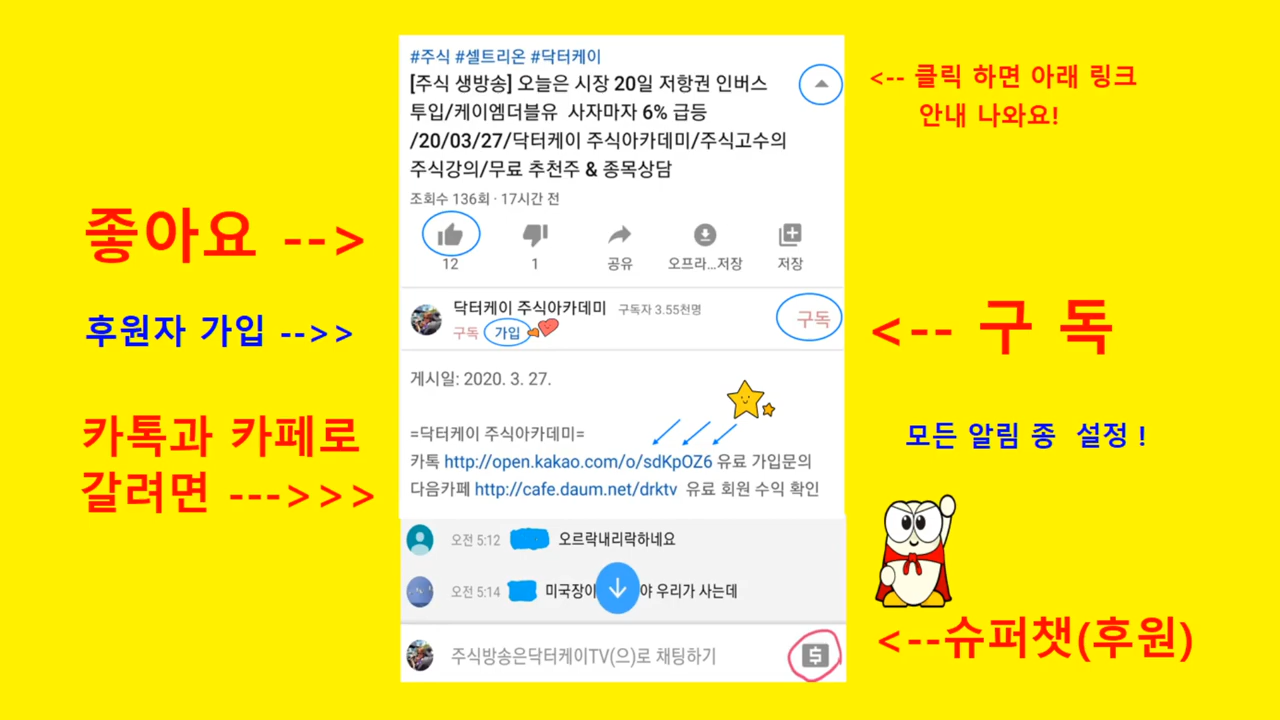 #주식 #셀트리온 #닥터케이
[주식 생방송] 오늘은 시장 20일 저항권 인버스
투입/케이엠더블유 사자마자 6% 급등
/20/03/27/닥터케이 주식아카데미/주식고수의
주식강의/무료 추천주 & 종목상담
조회수 136회 · 17시간 전
<-- 클릭 하면 아래 링크
안내 나와요!
좋아요 -->
12
1
공유
오프라...저장
저장
후원자 가입 -->>
닥터케이 주식아카데미 구독자 3.55천명
구독 가입
구독
<-- 구 독
게시일: 2020. 3. 27.
카톡과 카페로
갈려면 --->>>
=닥터케이 주식아카데미=
카톡 http://open.kakao.com/o/sdKpOZ6 유료 가입문의
다음카페 http://cafe.daum.net/drktv 유료 회원 수익 확인
모든 알림 종 설정 !
오전 5:12 오르락내리락하네요
오전 5:14 미국장이 야 우리가 사는데
주식방송은닥터케이TV(으)로 채팅하기
<--슈퍼챗(후원)